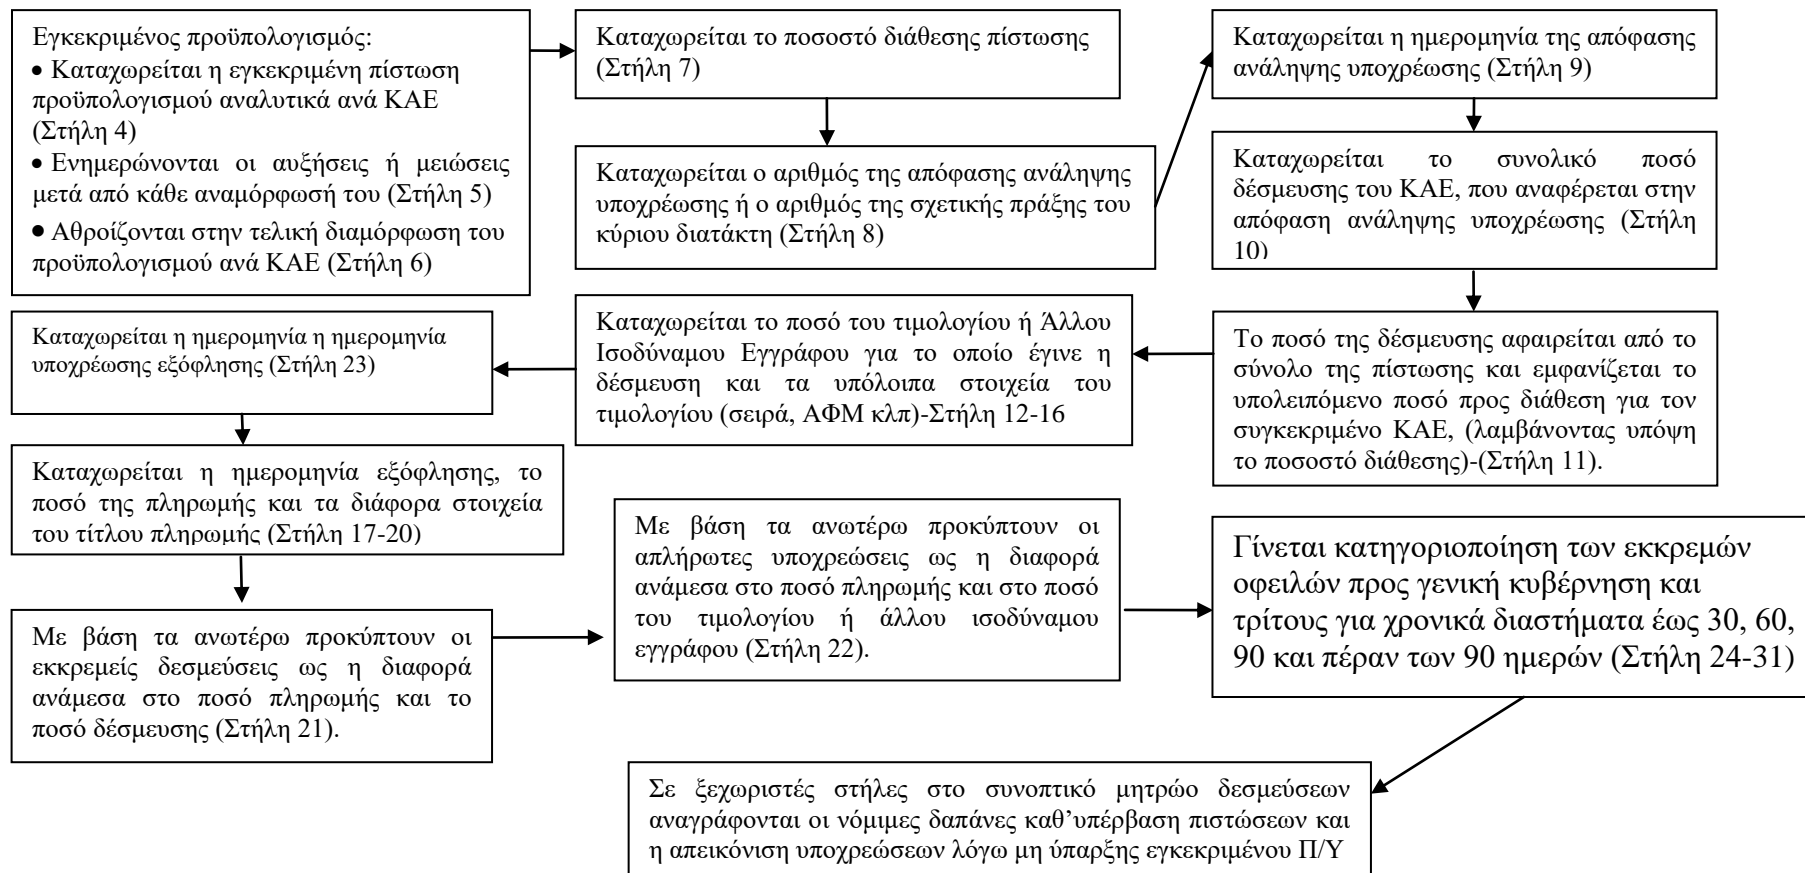 Εγκεκριμένος προϋπολογισμός:
• Καταχωρείται η εγκεκριμένη πίστωση
προϋπολογισμού αναλυτικά ανά ΚΑΕ
(Στήλη 4)
• Ενημερώνονται οι αυξήσεις ή μειώσεις
μετά από κάθε αναμόρφωσή του (Στήλη 5)
• Αθροίζονται στην τελική διαμόρφωση του
προϋπολογισμού ανά ΚΑΕ (Στήλη 6)
Καταχωρείται το ποσοστό διάθεσης πίστωσης
(Στήλη 7)
Καταχωρείται ο αριθμός της απόφασης ανάληψης
υποχρέωσης ή ο αριθμός της σχετικής πράξης του
κύριου διατάκτη (Στήλη 8)
Καταχωρείται η ημερομηνία της απόφασης
ανάληψης υποχρέωσης (Στήλη 9)
Καταχωρείται το συνολικό ποσό
δέσμευσης του ΚΑΕ, που αναφέρεται στην
απόφαση ανάληψης υποχρέωσης (Στήλη
10)
Το ποσό της δέσμευσης αφαιρείται από το
σύνολο της πίστωσης και εμφανίζεται το
υπολειπόμενο ποσό προς διάθεση για τον
συγκεκριμένο ΚΑΕ, (λαμβάνοντας υπόψη
το ποσοστό διάθεσης)-(Στήλη 11).
Καταχωρείται το ποσό του τιμολογίου ή Άλλου
Ισοδύναμου Εγγράφου για το οποίο έγινε η
δέσμευση και τα υπόλοιπα στοιχεία του
τιμολογίου (σειρά, ΑΦΜ κλπ)-Στήλη 12-16
Καταχωρείται η ημερομηνία η ημερομηνία
υποχρέωσης εξόφλησης (Στήλη 23)
Καταχωρείται η ημερομηνία εξόφλησης, το
ποσό της πληρωμής και τα διάφορα στοιχεία
του τίτλου πληρωμής (Στήλη 17-20)
Με βάση τα ανωτέρω προκύπτουν οι
εκκρεμείς δεσμεύσεις ως η διαφορά
ανάμεσα στο ποσό πληρωμής και το
ποσό δέσμευσης (Στήλη 21).
Με βάση τα ανωτέρω προκύπτουν οι
απλήρωτες υποχρεώσεις ως η διαφορά
ανάμεσα στο ποσό πληρωμής και στο ποσό
του τιμολογίου ή άλλου ισοδύναμου
εγγράφου (Στήλη 22).
Γίνεται κατηγοριοποίηση των εκκρεμών
οφειλών προς γενική κυβέρνηση και
τρίτους για χρονικά διαστήματα έως 30, 60,
90 και πέραν των 90 ημερών (Στήλη 24-31)
Σε ξεχωριστές στήλες στο συνοπτικό μητρώο δεσμεύσεων
αναγράφονται οι νόμιμες δαπάνες καθ’υπέρβαση πιστώσεων και
η απεικόνιση υποχρεώσεων λόγω μη ύπαρξης εγκεκριμένου Π/Υ